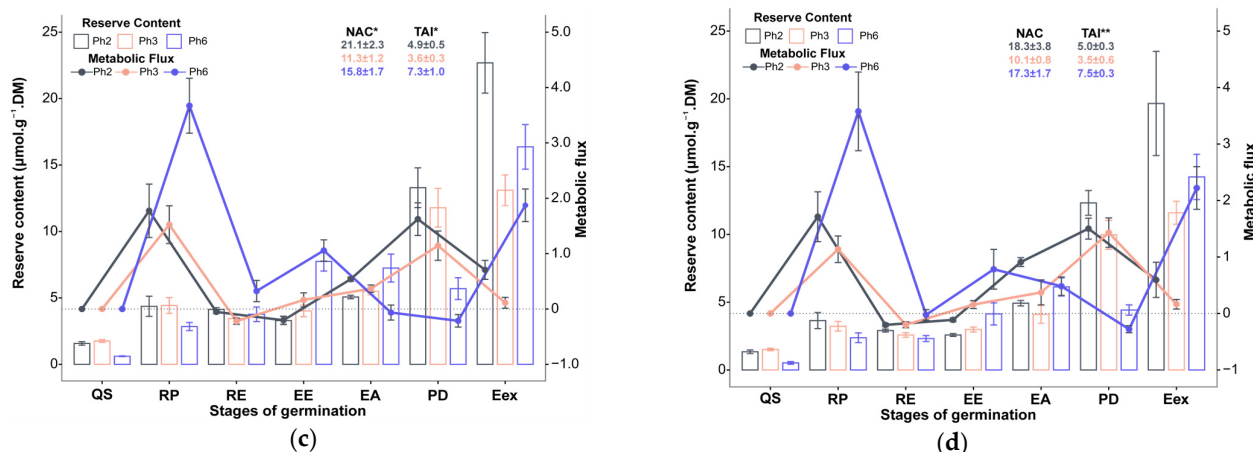 Reserve Content
Ph2 Ph3 Ph6
Metabolic Flux
Ph2 Ph3 Ph6
NAC* TAI*
21.1±2.3 4.9±0.5
11.3±1.2 3.6±0.3
15.8±1.7 7.3±1.0
Reserve content (μmol.g⁻¹.DM)
25
20
15
10
5
0
Metabolic flux
5.0
4.0
3.0
2.0
1.0
0.0
−1.0
QS RP RE EE EA PD Eex
Stages of germination
(c)
Reserve Content
Ph2 Ph3 Ph6
Metabolic Flux
Ph2 Ph3 Ph6
NAC TAI**
18.3±3.8 5.0±0.3
10.1±0.8 3.5±0.6
17.3±1.7 7.5±0.3
Reserve content (μmol.g⁻¹.DM)
25
20
15
10
5
0
Metabolic flux
5
4
3
2
1
0
−1
QS RP RE EE EA PD Eex
Stages of germination
(d)